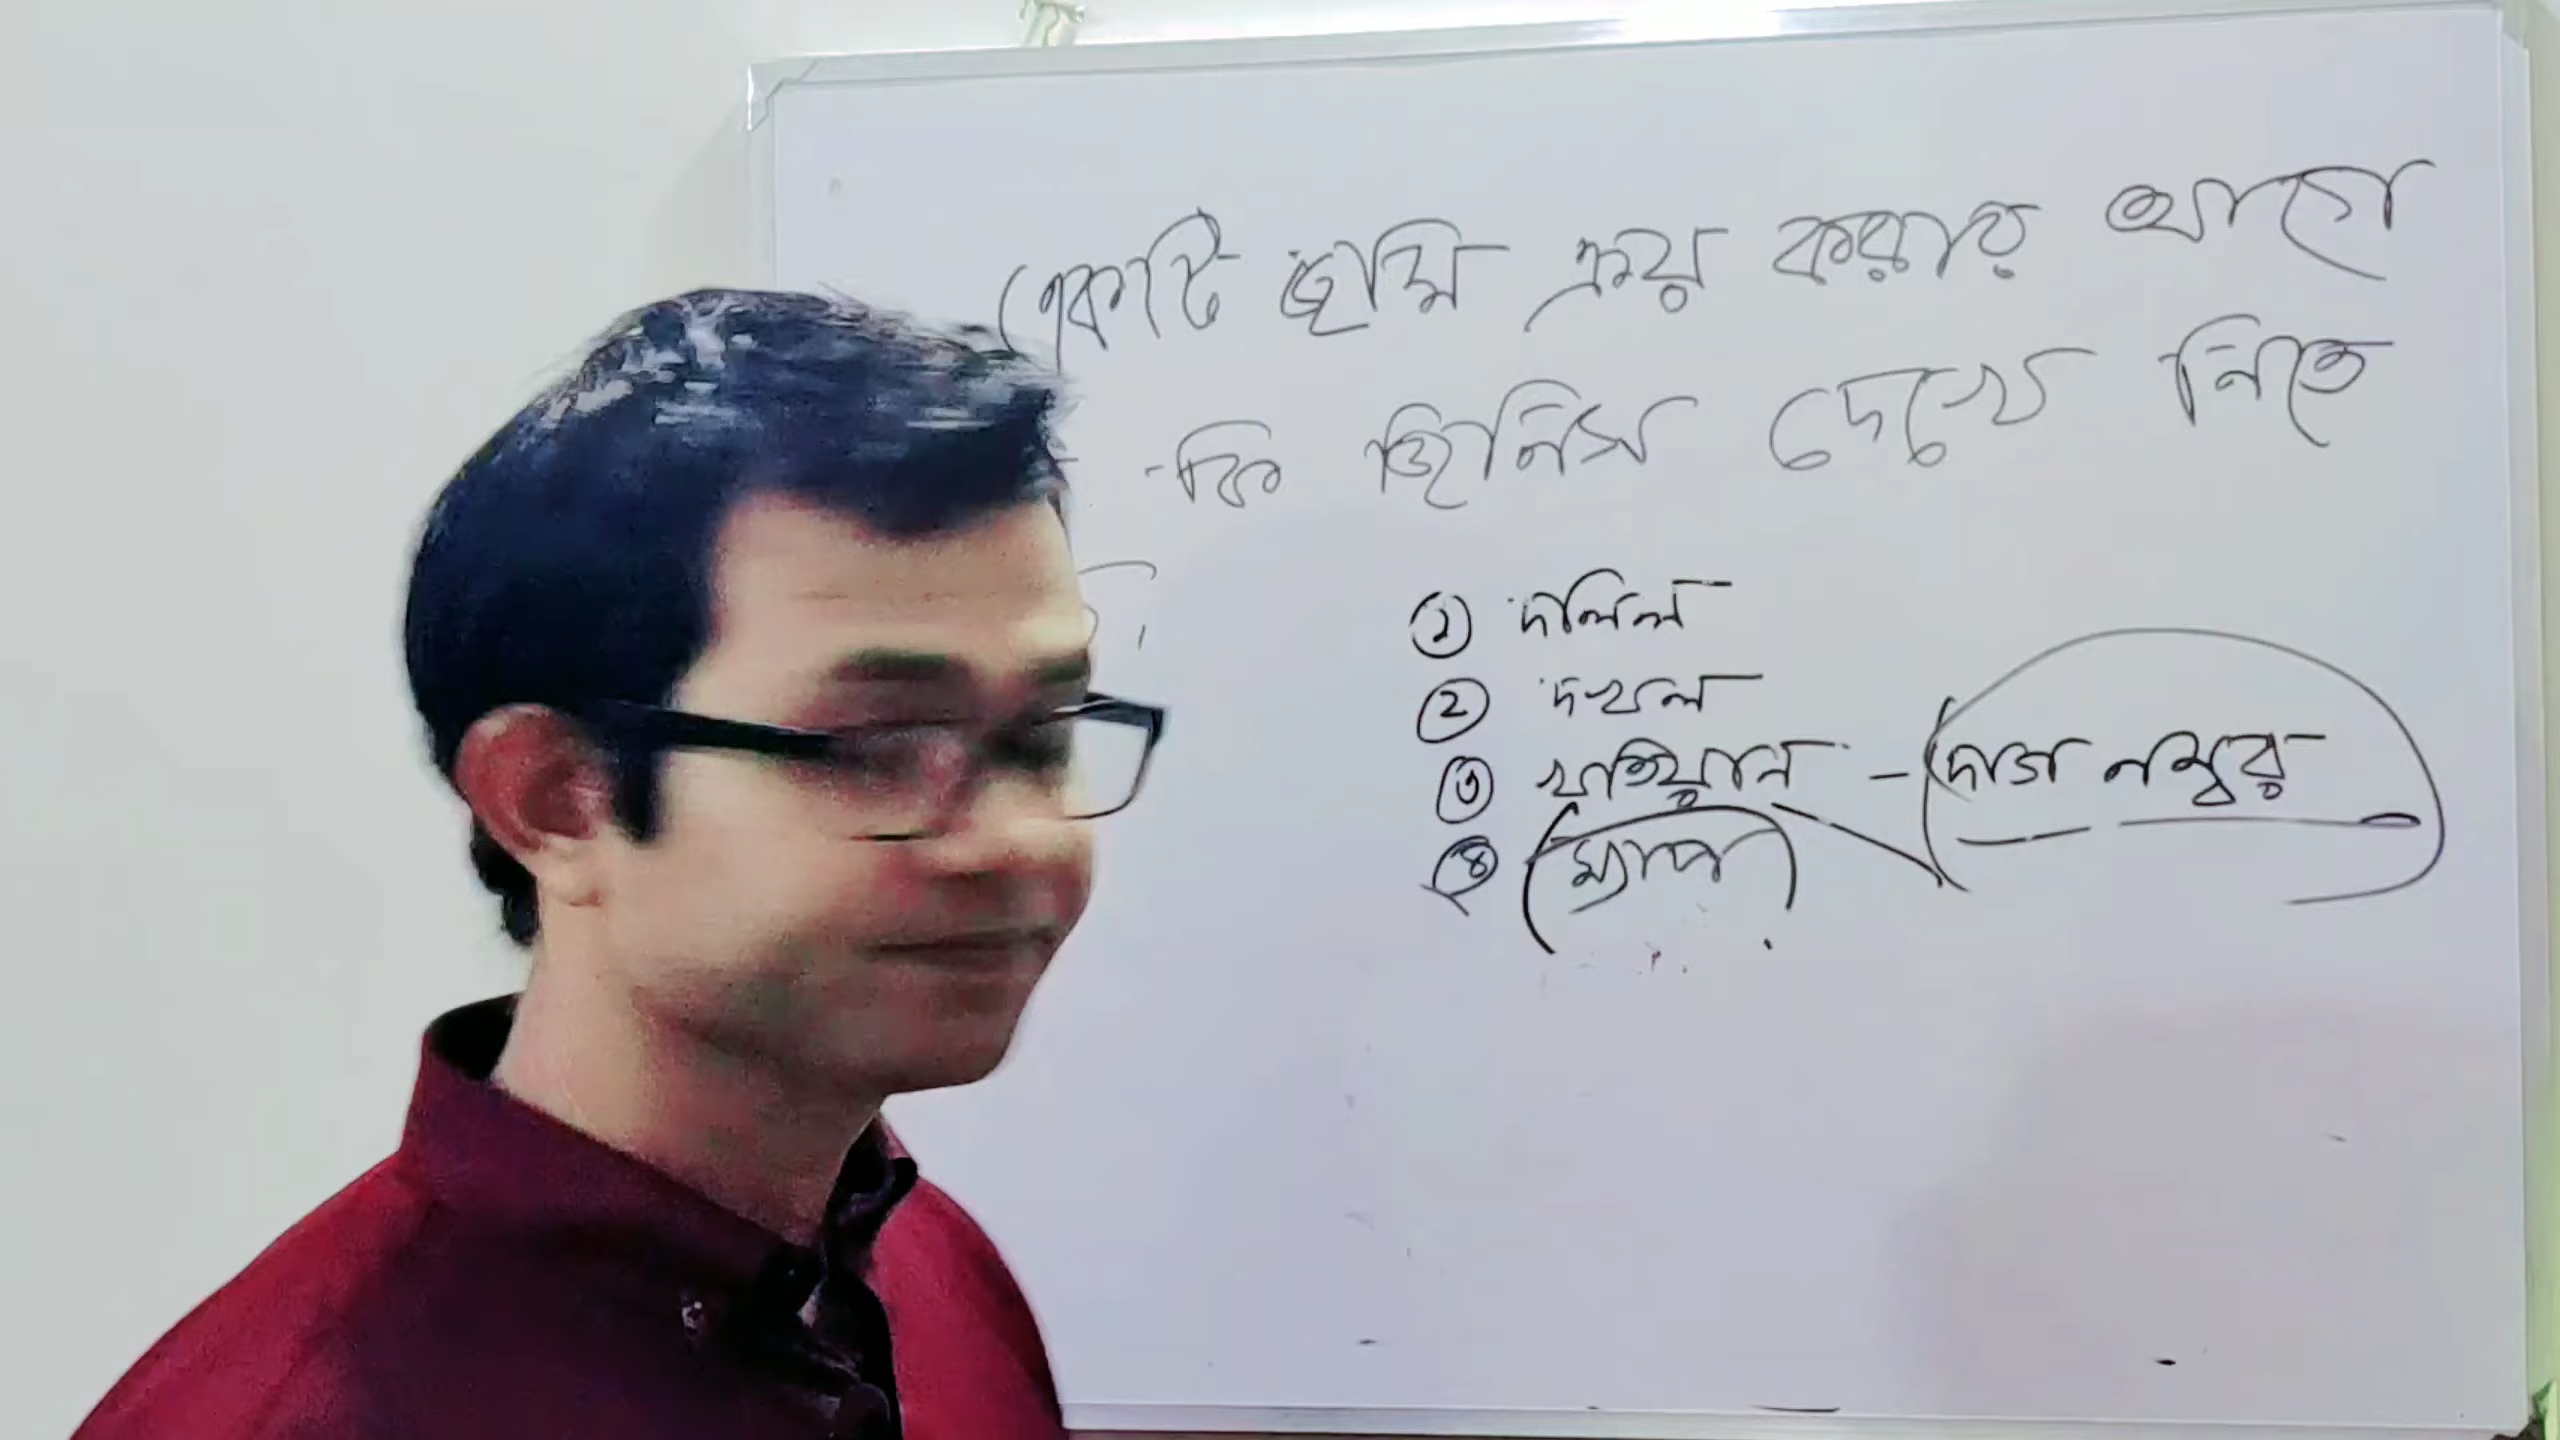 একটি জমি ক্রয় করার আগে
কি জিনিস দেখে নিতে
১ দলিল
২ দখল
৩ খতিয়ান - দাগ নম্বর
৪ ম্যাপ